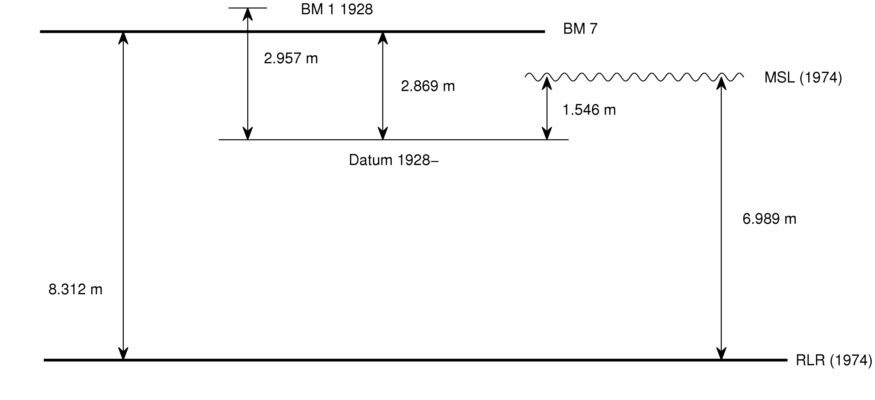 BM 1 1928
BM 7
2.957 m
MSL (1974)
2.869 m
1.546 m
Datum 1928–
6.989 m
8.312 m
RLR (1974)